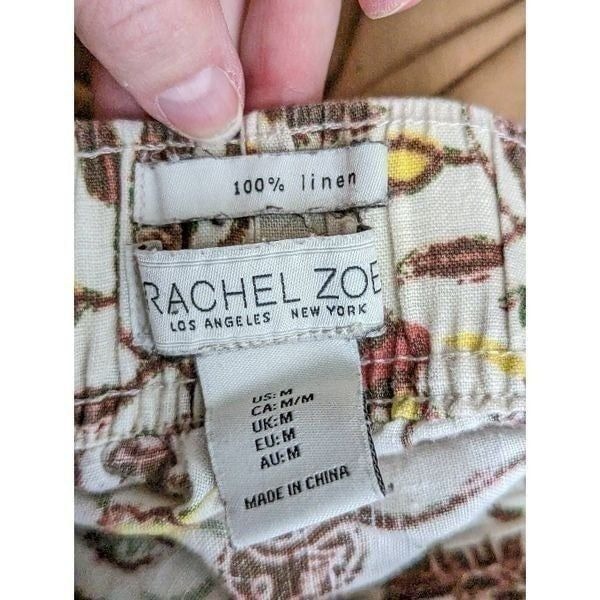 100% linen
RACHEL ZOE
LOS ANGELES NEW YORK
US: M
CA: M/M
UK: M
EU: M
AU: M
MADE IN CHINA